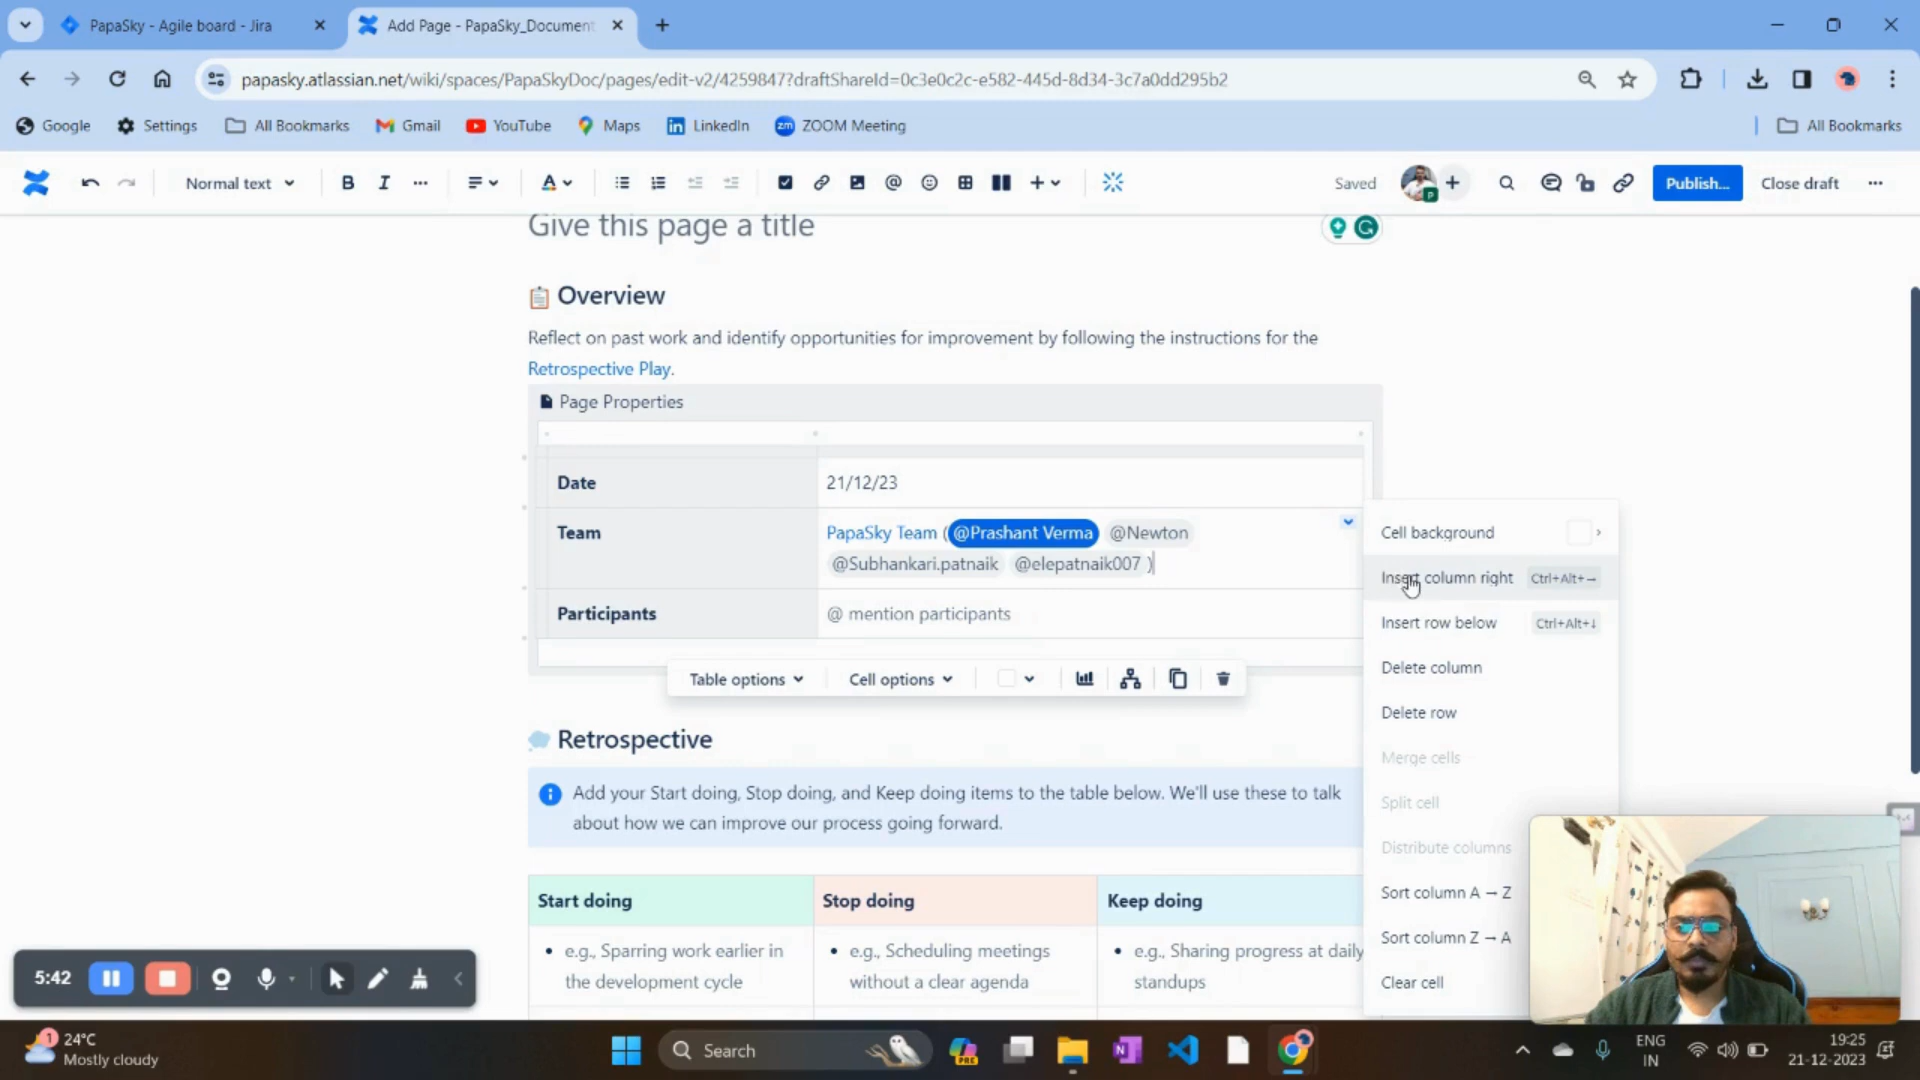 PapaSky - Agile board - Jira
Add Page - PapaSky_Document
papasky.atlassian.net/wiki/spaces/PapaSkyDoc/pages/edit-v2/4259847?draftShareId=0c3e0c2c-e582-445d-8d34-3c7a0dd295b2
Google Settings All Bookmarks Gmail YouTube Maps LinkedIn ZOOM Meeting All Bookmarks
Normal text Saved Publish... Close draft
Give this page a title
Overview
Reflect on past work and identify opportunities for improvement by following the instructions for the
Retrospective Play.
Page Properties
Date 21/12/23
Team PapaSky Team (@Prashant Verma @Newton
@Subhankari.patnaik @elepatnaik007 )
Participants @ mention participants
Table options Cell options
Cell background
Insert column right Ctrl+Alt+→
Insert row below Ctrl+Alt+↓
Delete column
Delete row
Merge cells
Split cell
Distribute columns
Sort column A → Z
Sort column Z → A
Clear cell
Retrospective
Add your Start doing, Stop doing, and Keep doing items to the table below. We'll use these to talk
about how we can improve our process going forward.
Start doing Stop doing Keep doing
• e.g., Sparring work earlier in
the development cycle
• e.g., Scheduling meetings
without a clear agenda
• e.g., Sharing progress at daily
standups
5:42
1
24°C
Mostly cloudy
Search
PRE
ENG
IN
19:25
21-12-2023